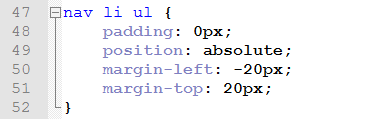 47 nav li ul {
48 padding: 0px;
49 position: absolute;
50 margin-left: -20px;
51 margin-top: 20px;
52 }